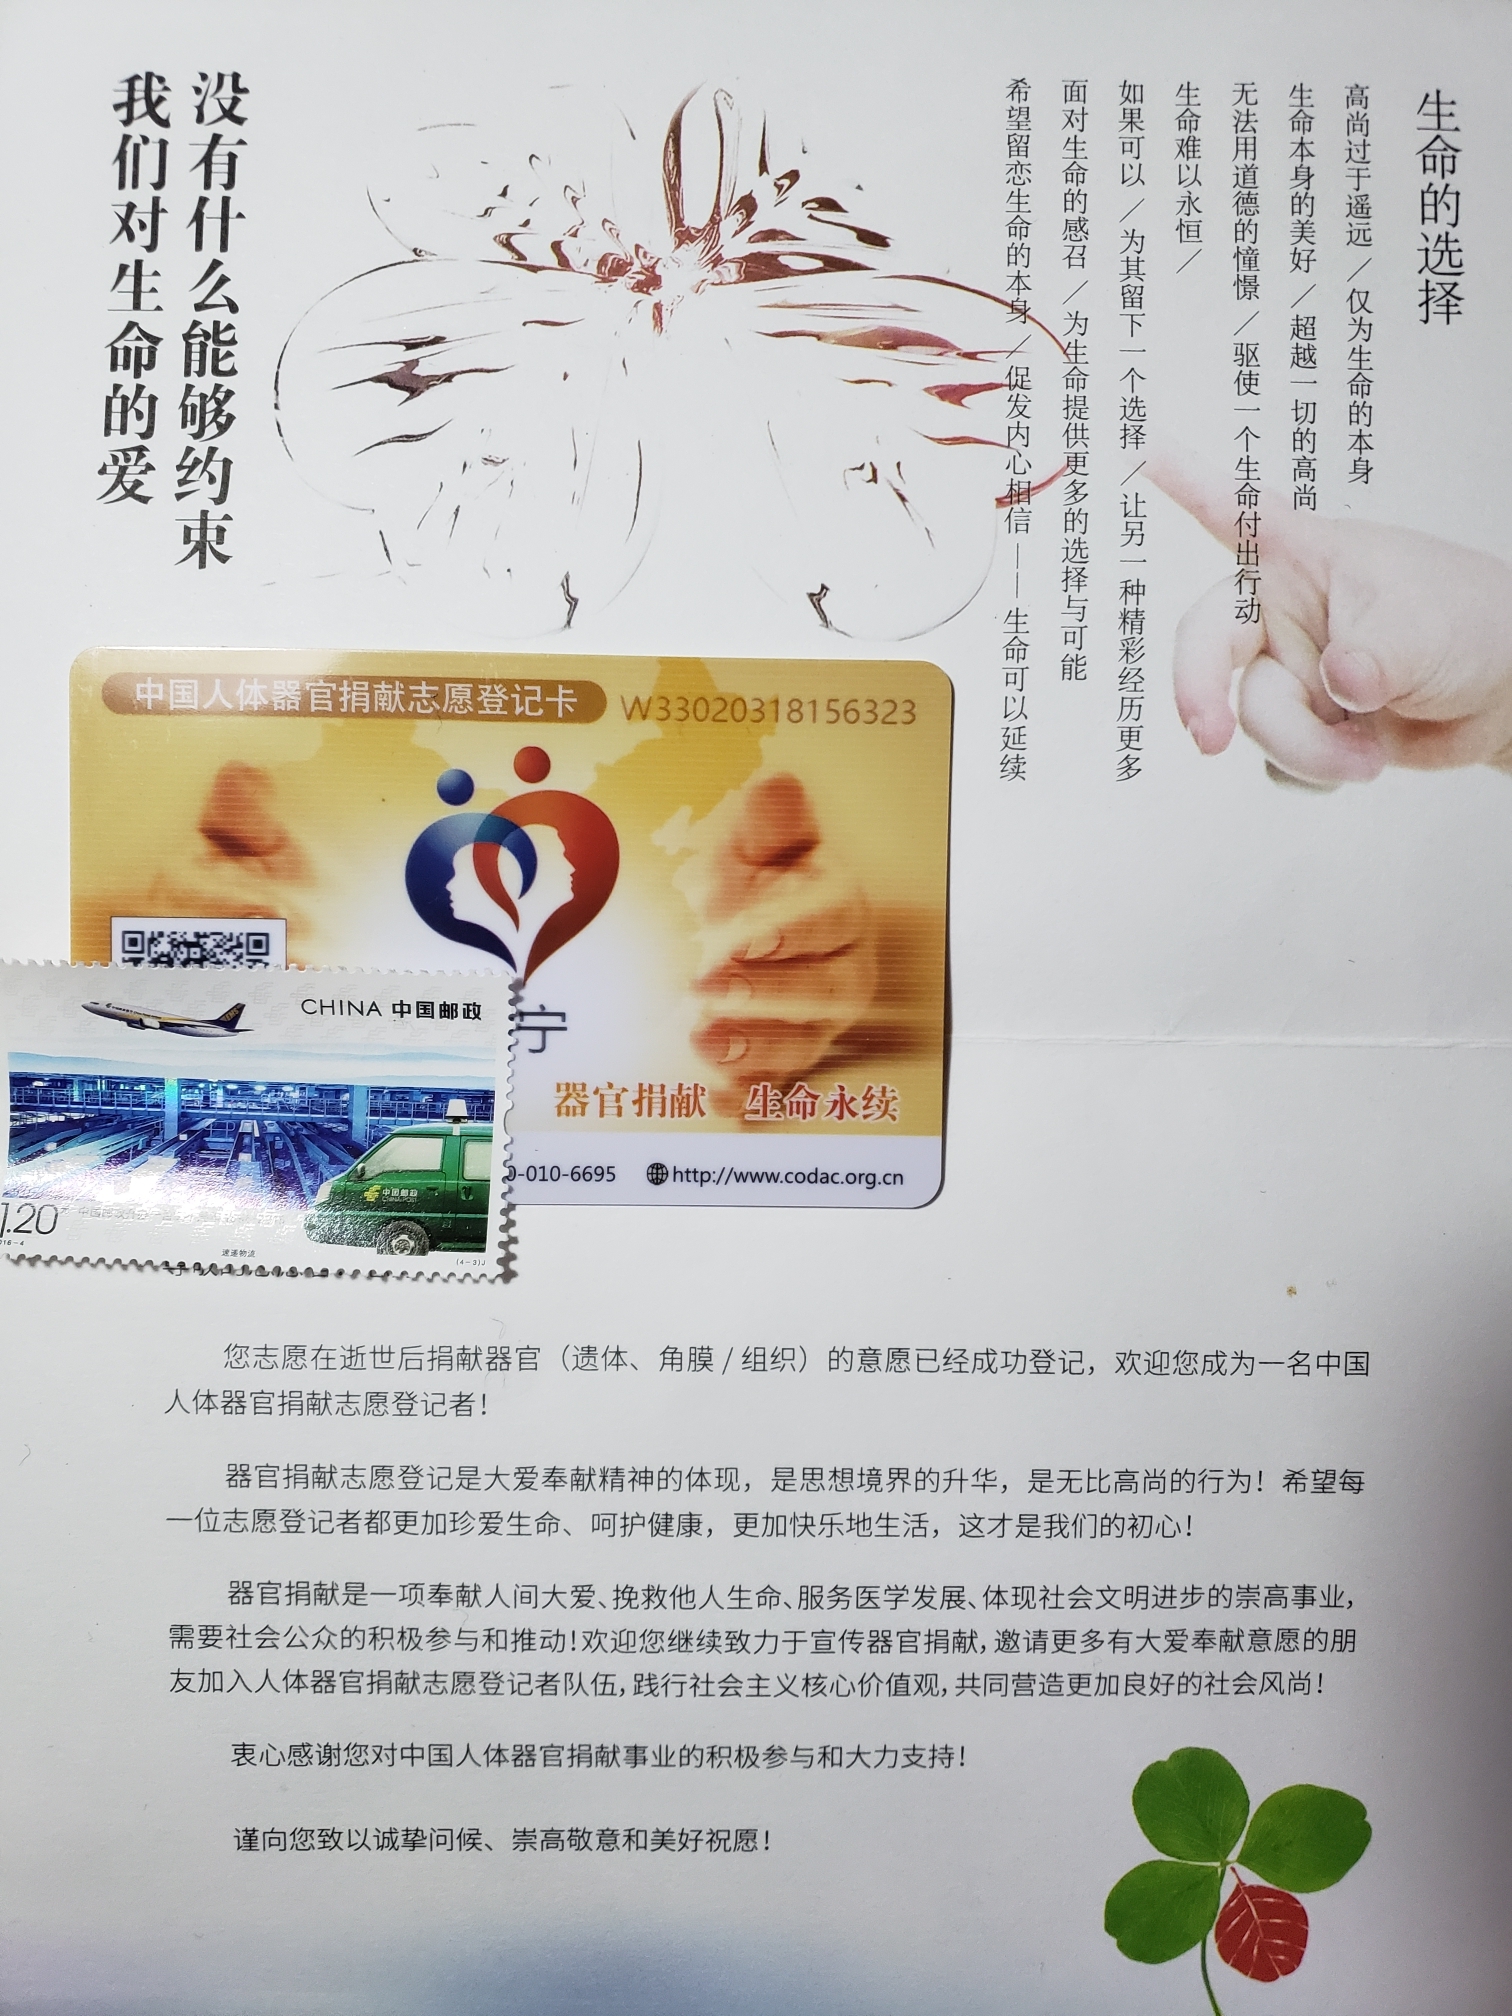 生命的选择
高尚过于遥远／仅为生命的本身
生命本身的美好／超越一切的高尚
无法用道德的憧憬／驱使一个生命付出行动
生命难以永恒／
如果可以／为其留下一个选择／让另一种精彩经历更多
面对生命的感召／为生命提供更多的选择与可能
希望留恋生命的本身／促发内心相信——生命可以延续
没有什么能够约束
我们对生命的爱
中国人体器官捐献志愿登记卡
W33020318156323
宁
器官捐献 生命永续
0-010-6695
http://www.codac.org.cn
CHINA 中国邮政
EMS
中国邮政
CHINA POST
1.20
速递物流
(4-3)J
您志愿在逝世后捐献器官（遗体、角膜/组织）的意愿已经成功登记，欢迎您成为一名中国
人体器官捐献志愿登记者！
器官捐献志愿登记是大爱奉献精神的体现，是思想境界的升华，是无比高尚的行为！希望每
一位志愿登记者都更加珍爱生命、呵护健康，更加快乐地生活，这才是我们的初心！
器官捐献是一项奉献人间大爱、挽救他人生命、服务医学发展、体现社会文明进步的崇高事业，
需要社会公众的积极参与和推动！欢迎您继续致力于宣传器官捐献，邀请更多有大爱奉献意愿的朋
友加入人体器官捐献志愿登记者队伍，践行社会主义核心价值观，共同营造更加良好的社会风尚！
衷心感谢您对中国人体器官捐献事业的积极参与和大力支持！
谨向您致以诚挚问候、崇高敬意和美好祝愿！